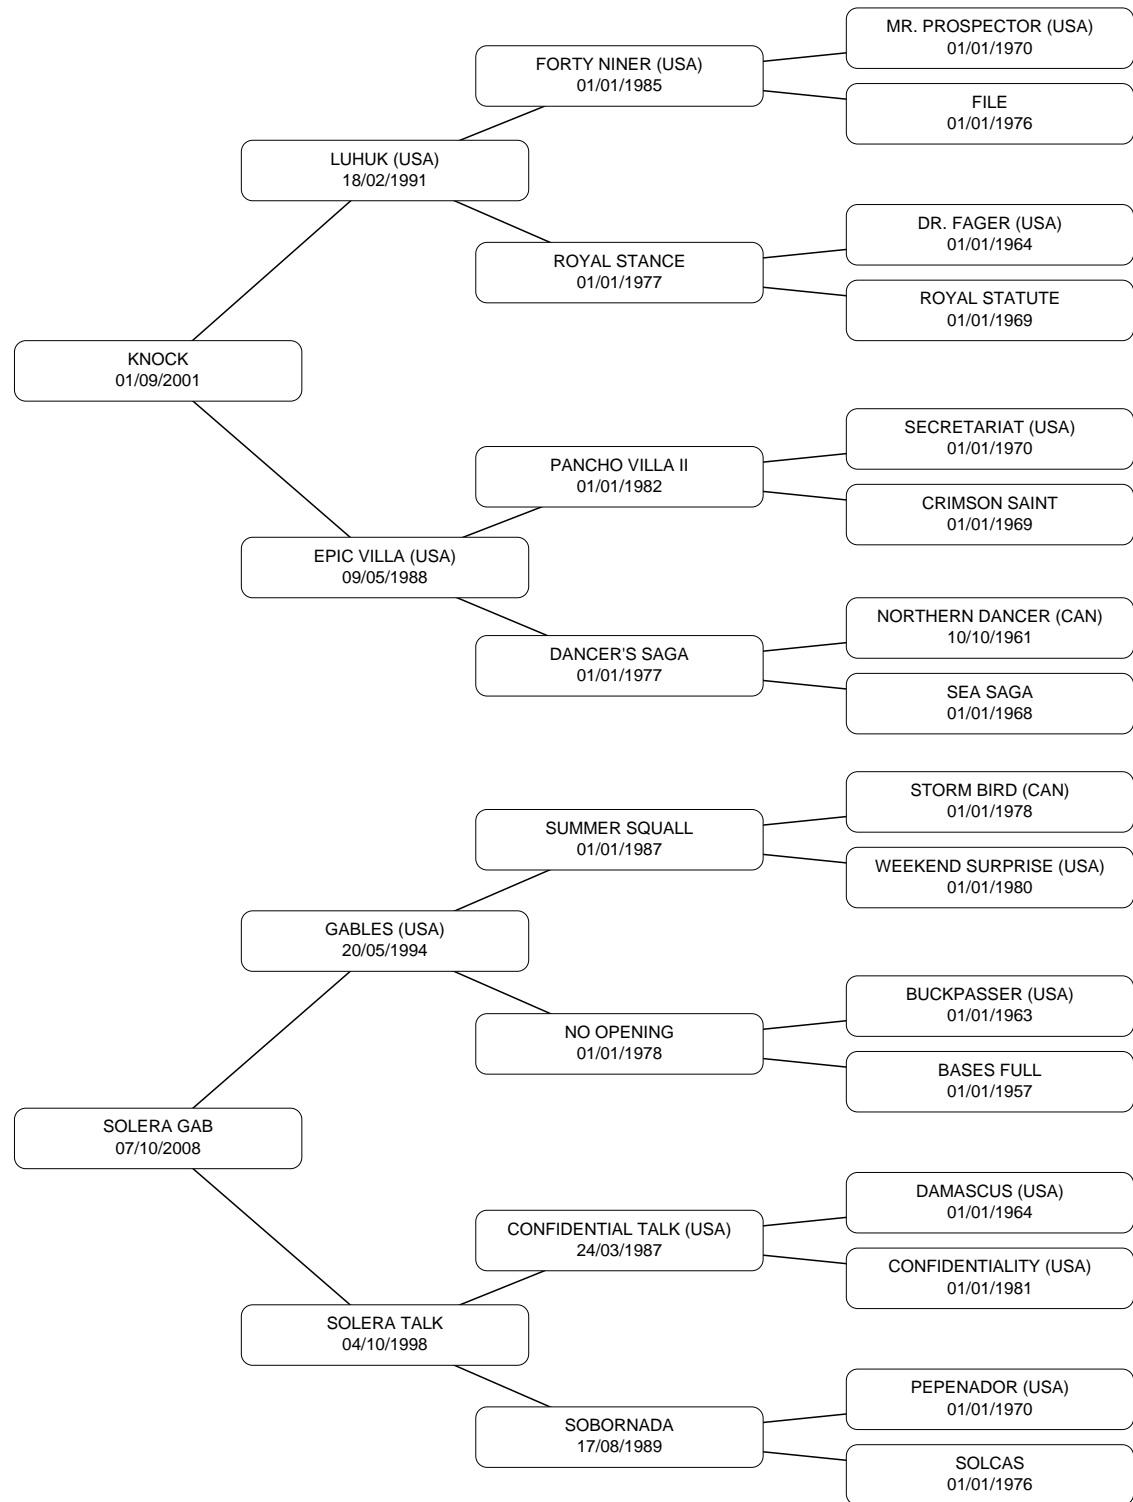 MR. PROSPECTOR (USA)
01/01/1970
FORTY NINER (USA)
01/01/1985
FILE
01/01/1976
LUHUK (USA)
18/02/1991
DR. FAGER (USA)
01/01/1964
ROYAL STANCE
01/01/1977
ROYAL STATUTE
01/01/1969
KNOCK
01/09/2001
SECRETARIAT (USA)
01/01/1970
PANCHO VILLA II
01/01/1982
CRIMSON SAINT
01/01/1969
EPIC VILLA (USA)
09/05/1988
NORTHERN DANCER (CAN)
10/10/1961
DANCER'S SAGA
01/01/1977
SEA SAGA
01/01/1968
STORM BIRD (CAN)
01/01/1978
SUMMER SQUALL
01/01/1987
WEEKEND SURPRISE (USA)
01/01/1980
GABLES (USA)
20/05/1994
BUCKPASSER (USA)
01/01/1963
NO OPENING
01/01/1978
BASES FULL
01/01/1957
SOLERA GAB
07/10/2008
DAMASCUS (USA)
01/01/1964
CONFIDENTIAL TALK (USA)
24/03/1987
CONFIDENTIALITY (USA)
01/01/1981
SOLERA TALK
04/10/1998
PEPENADOR (USA)
01/01/1970
SOBORNADA
17/08/1989
SOLCAS
01/01/1976